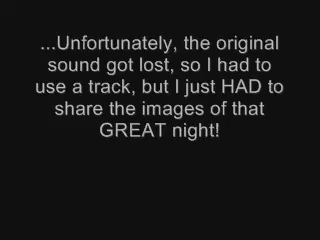 ...Unfortunately, the original
sound got lost, so I had to
use a track, but I just HAD to
share the images of that
GREAT night!